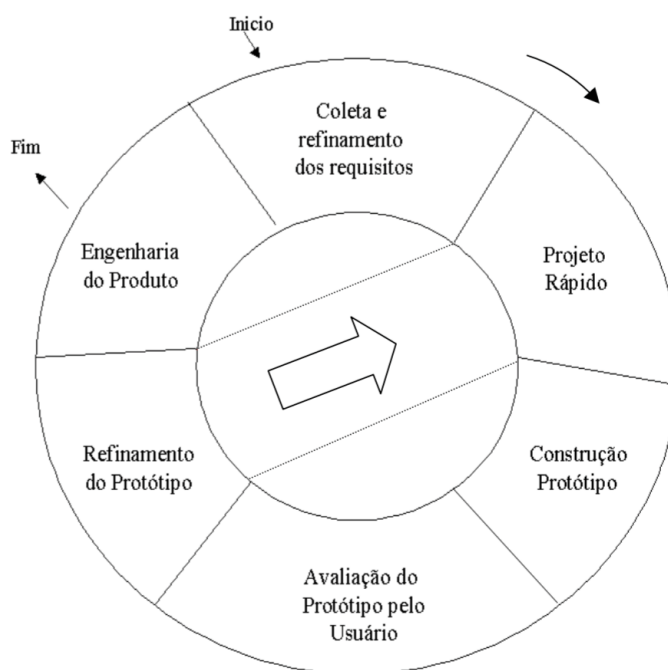 Inicio
Coleta e
refinamento
dos requisitos
Projeto
Rápido
Construção
Protótipo
Avaliação do
Protótipo pelo
Usuário
Refinamento
do Protótipo
Engenharia
do Produto
Fim